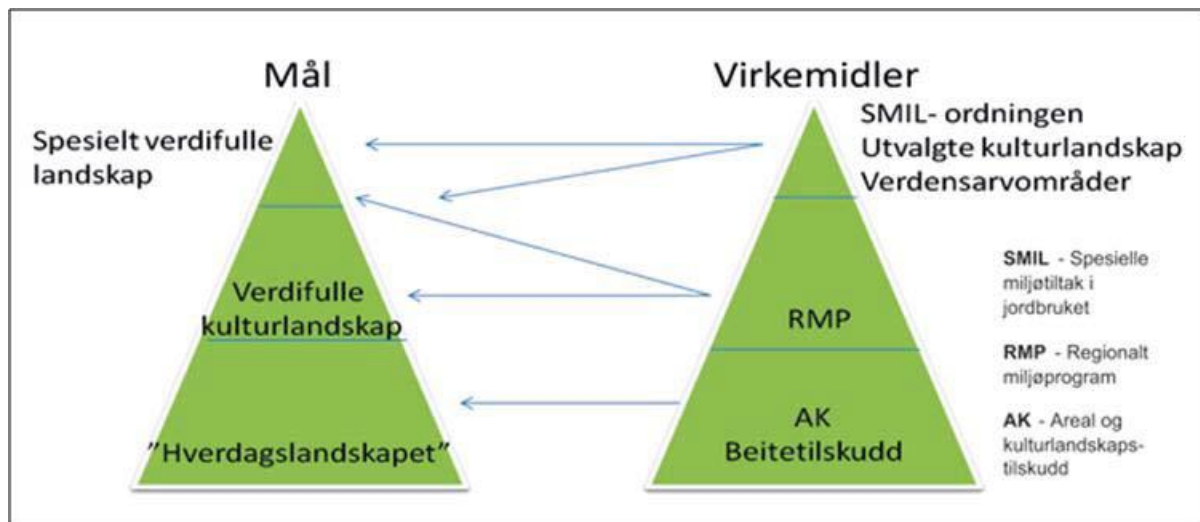 Mål
Spesielt verdifulle
landskap
Verdifulle
kulturlandskap
”Hverdagslandskapet”
Virkemidler
SMIL- ordningen
Utvalgte kulturlandskap
Verdensarvområder
RMP
AK
Beitetilskudd
SMIL - Spesielle
miljøtiltak i
jordbruket
RMP - Regionalt
miljøprogram
AK - Areal og
kulturlandskaps-
tilskudd